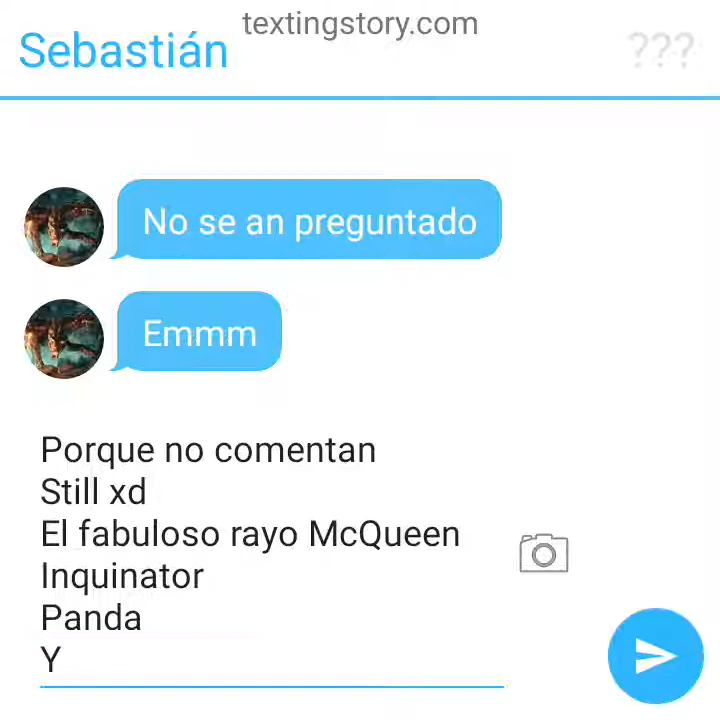 textingstory.com
Sebastián
???
No se an preguntado
Emmm
Porque no comentan
Still xd
El fabuloso rayo McQueen
Inquinator
Panda
Y